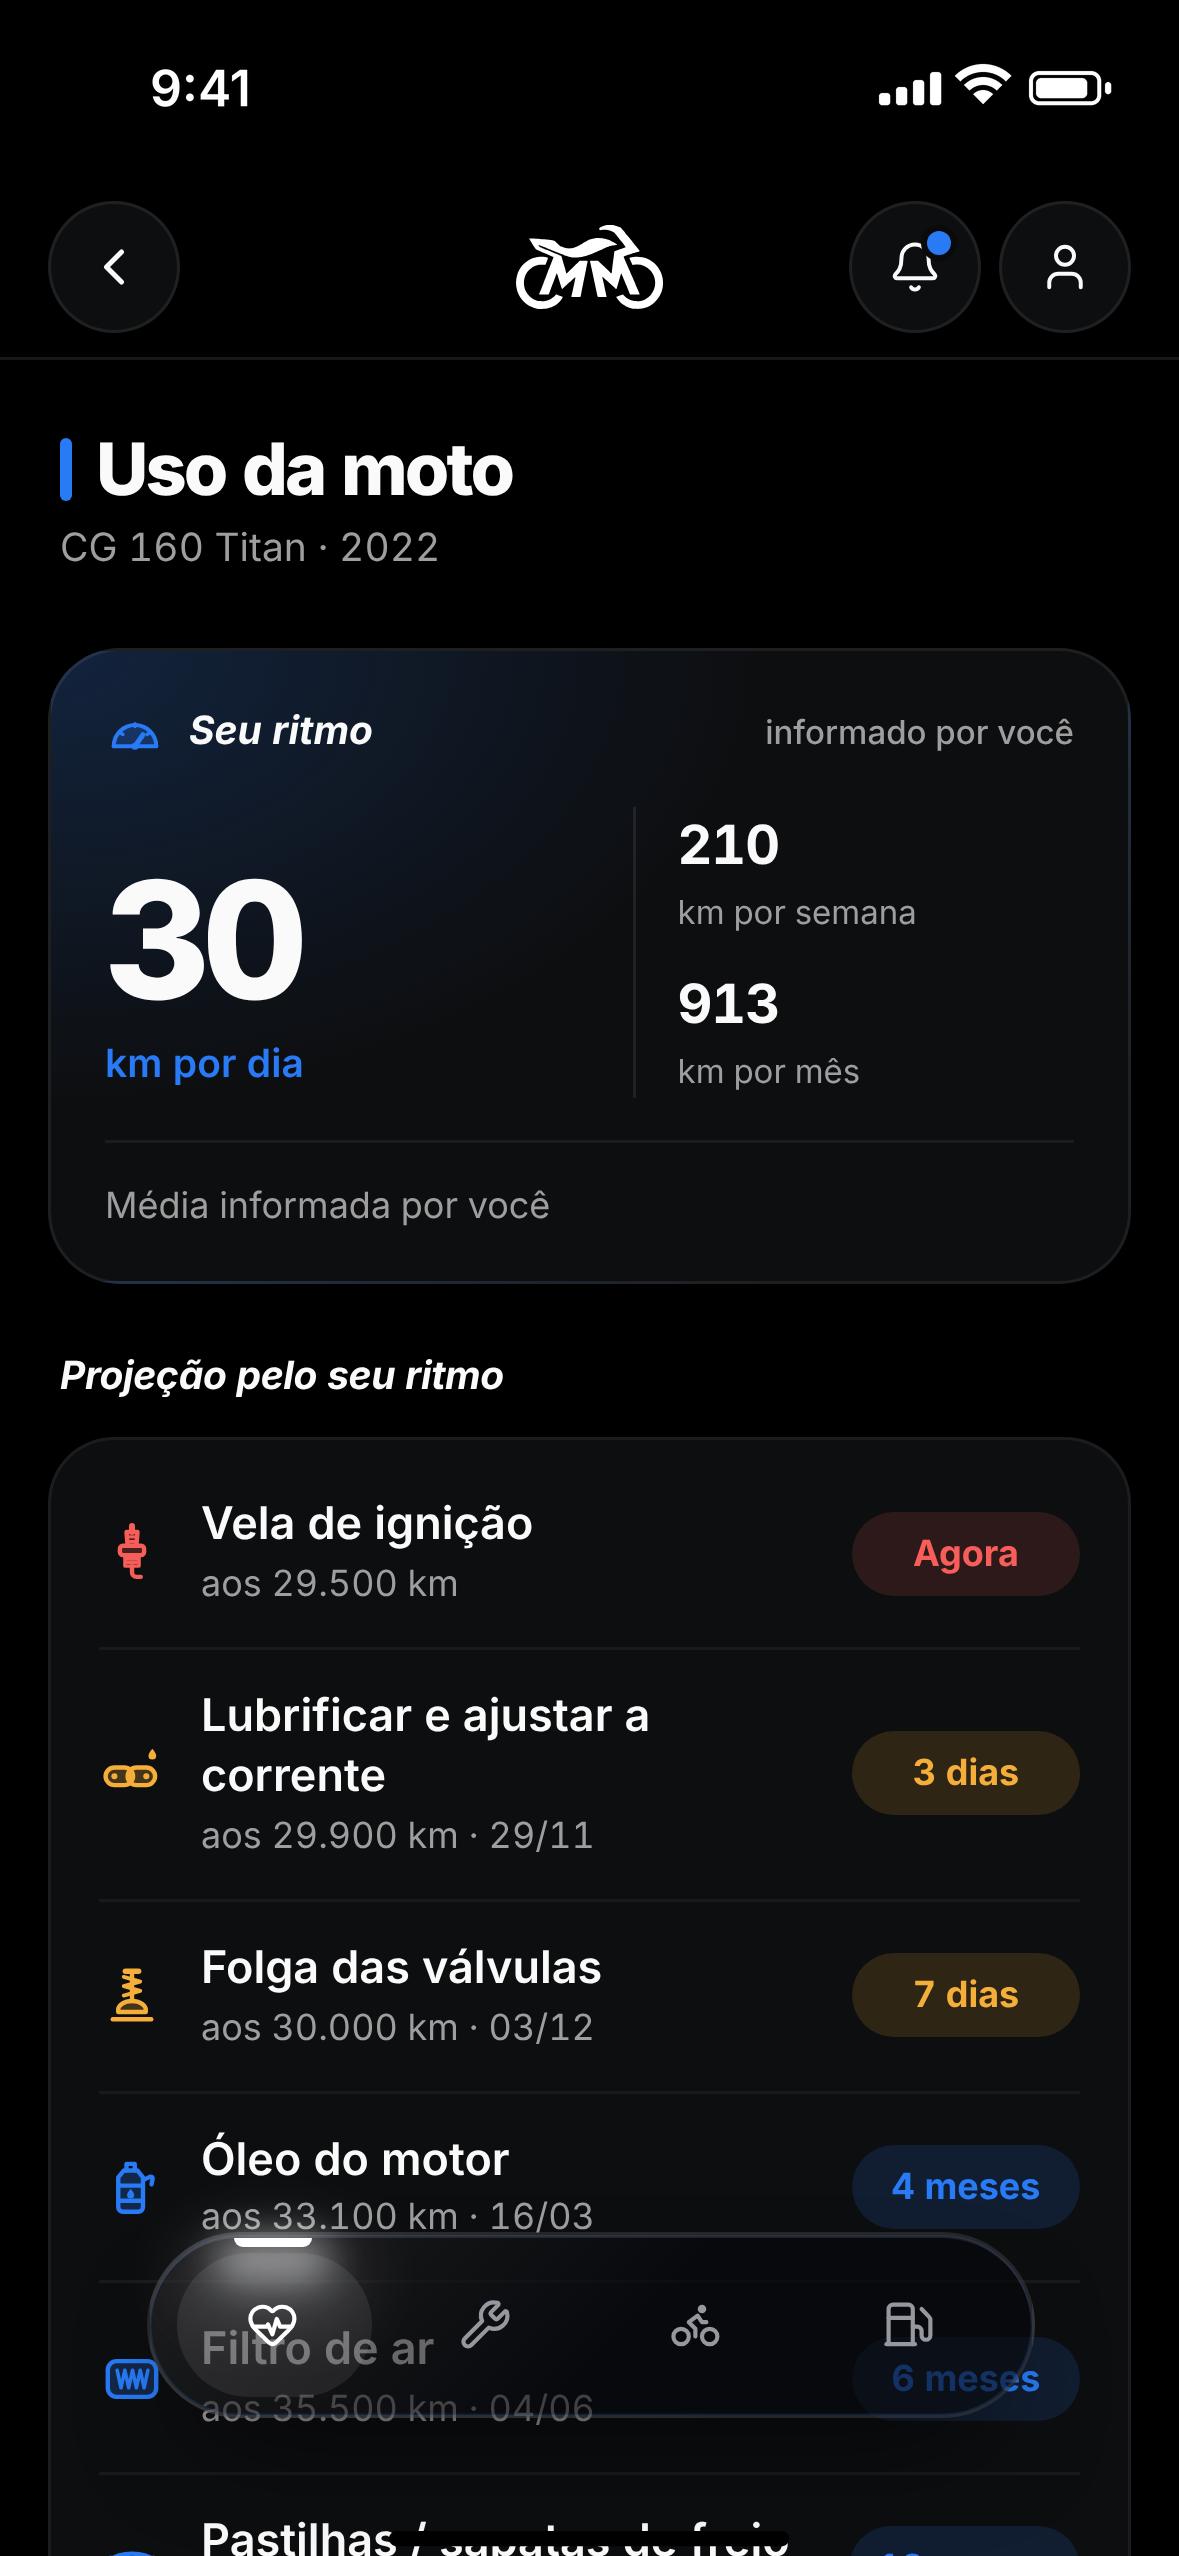 9:41
MM
Uso da moto
CG 160 Titan · 2022
Seu ritmo
informado por você
30
km por dia
210
km por semana
913
km por mês
Média informada por você
Projeção pelo seu ritmo
Vela de ignição
aos 29.500 km
Agora
Lubrificar e ajustar a
corrente
aos 29.900 km · 29/11
3 dias
Folga das válvulas
aos 30.000 km · 03/12
7 dias
Óleo do motor
aos 33.100 km · 16/03
4 meses
Filtro de ar
aos 35.500 km · 04/06
6 meses
Pastilhas / sapatas de freio